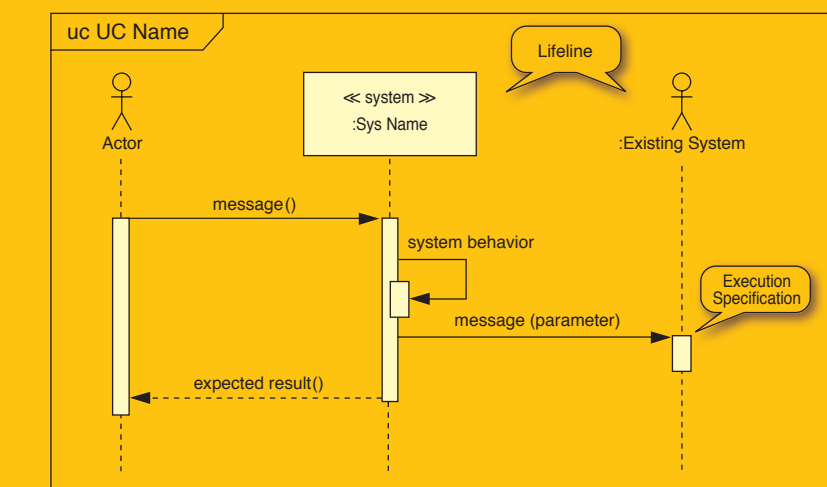 uc UC Name
Lifeline
≪ system ≫
:Sys Name
Actor
:Existing System
message()
system behavior
Execution
Specification
message (parameter)
expected result()